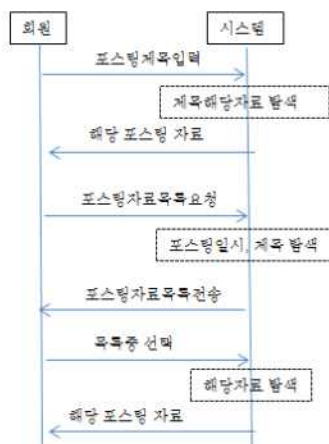 회원
시스템
포스팅제목입력
제목해당자료 탐색
해당 포스팅 자료
포스팅자료목록요청
포스팅일시, 제목 탐색
포스팅자료목록전송
목록중 선택
해당자료 탐색
해당 포스팅 자료